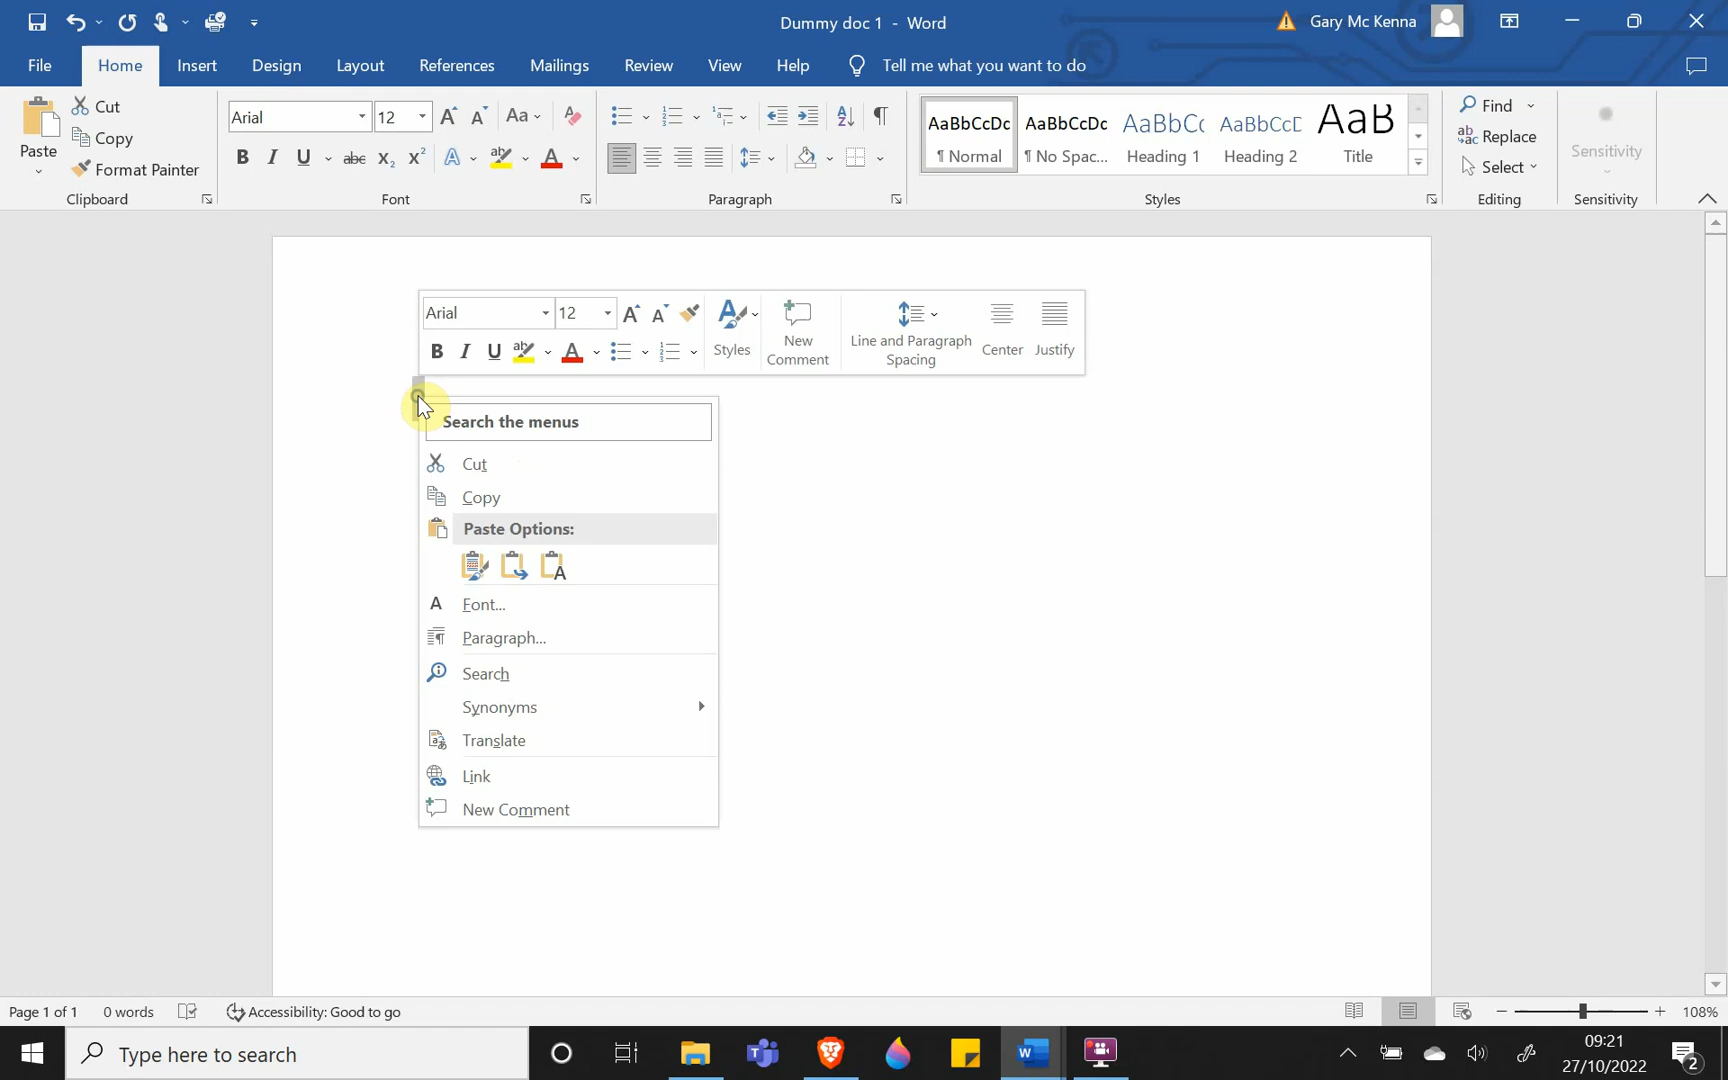 Dummy doc 1 - Word
Gary Mc Kenna
File Home Insert Design Layout References Mailings Review View Help Tell me what you want to do
Paste
Cut
Copy
Format Painter
Clipboard
Arial 12
Aa
Font
Paragraph
AaBbCcDc AaBbCcDc AaBbCc AaBbCcD AaB
¶ Normal ¶ No Spac... Heading 1 Heading 2 Title
Styles
Find
Replace
Select
Editing
Sensitivity
Sensitivity
Arial 12
B I U
Styles
New
Comment
Line and Paragraph
Spacing
Center
Justify
Search the menus
Cut
Copy
Paste Options:
Font...
Paragraph...
Search
Synonyms
Translate
Link
New Comment
Page 1 of 1 0 words Accessibility: Good to go 108%
Type here to search
09:21
27/10/2022
2